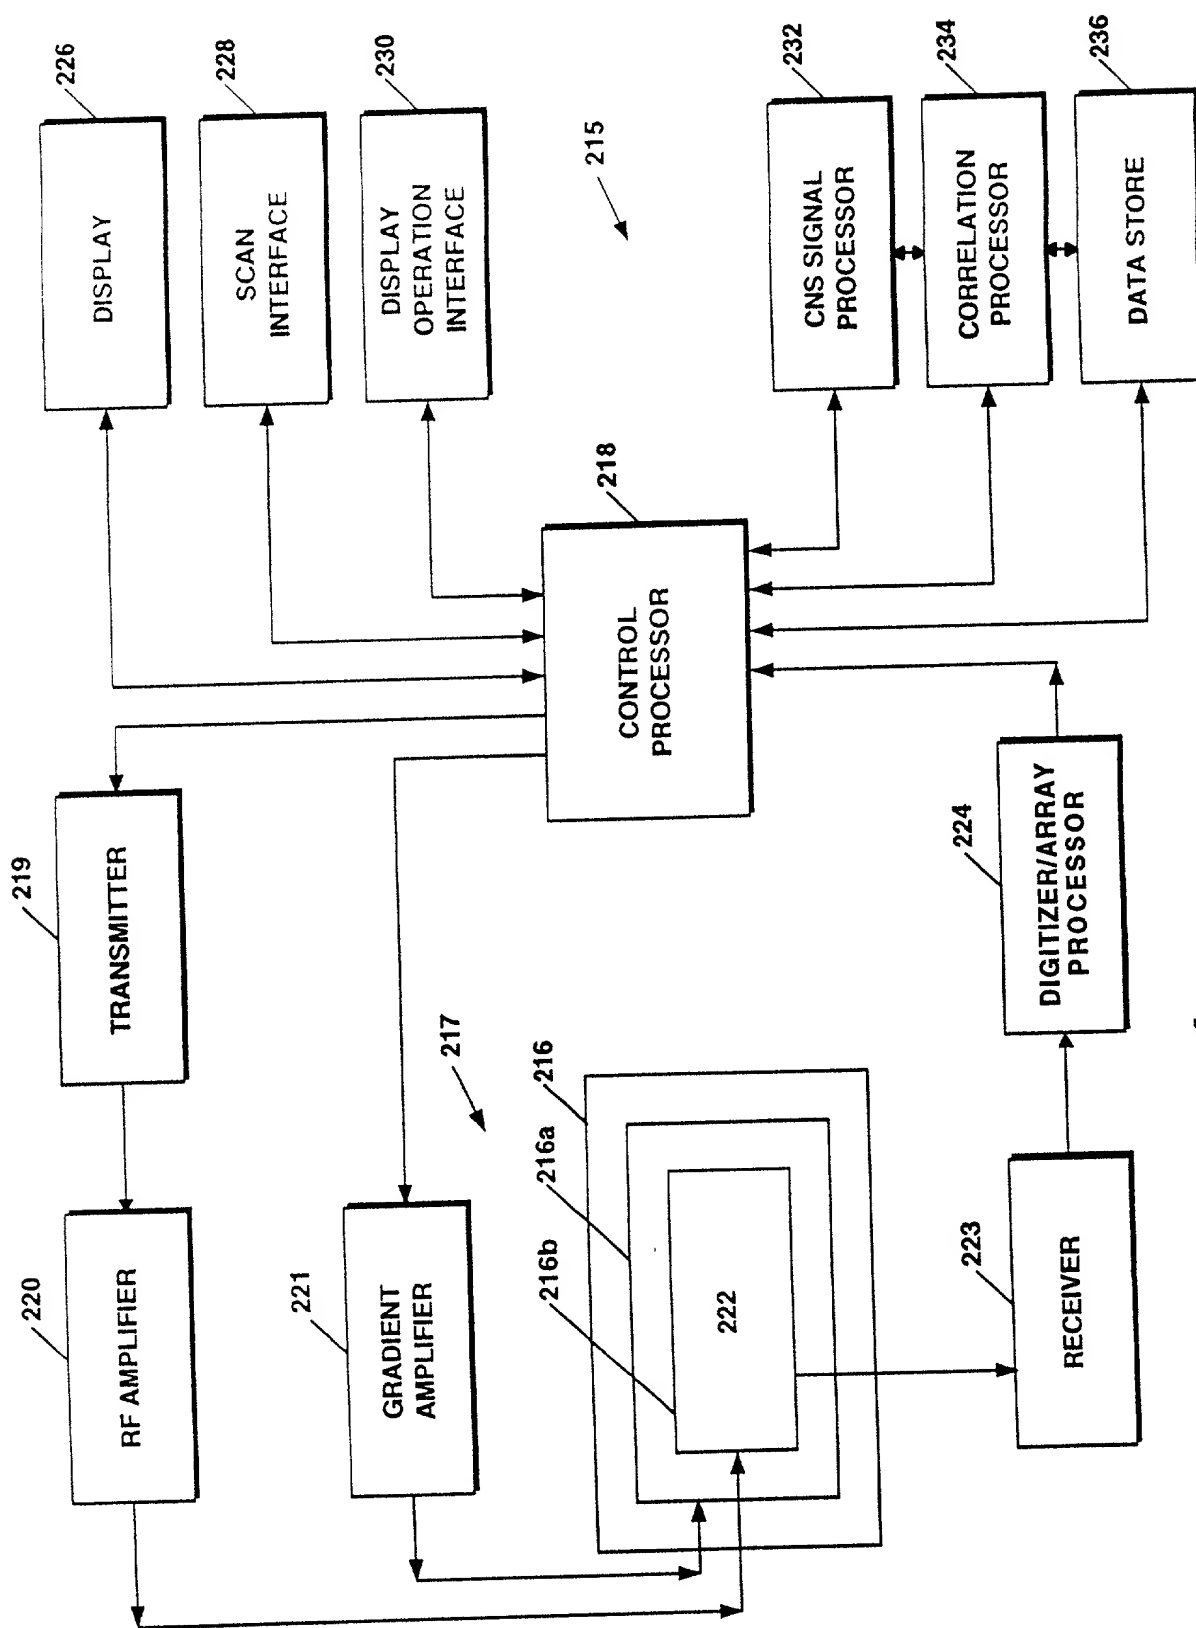 220
RF AMPLIFIER
219
TRANSMITTER
226
DISPLAY
228
SCAN
INTERFACE
230
DISPLAY
OPERATION
INTERFACE
221
GRADIENT
AMPLIFIER
217
216
216a
216b
222
218
CONTROL
PROCESSOR
215
232
CNS SIGNAL
PROCESSOR
234
CORRELATION
PROCESSOR
236
DATA STORE
223
RECEIVER
224
DIGITIZER/ARRAY
PROCESSOR